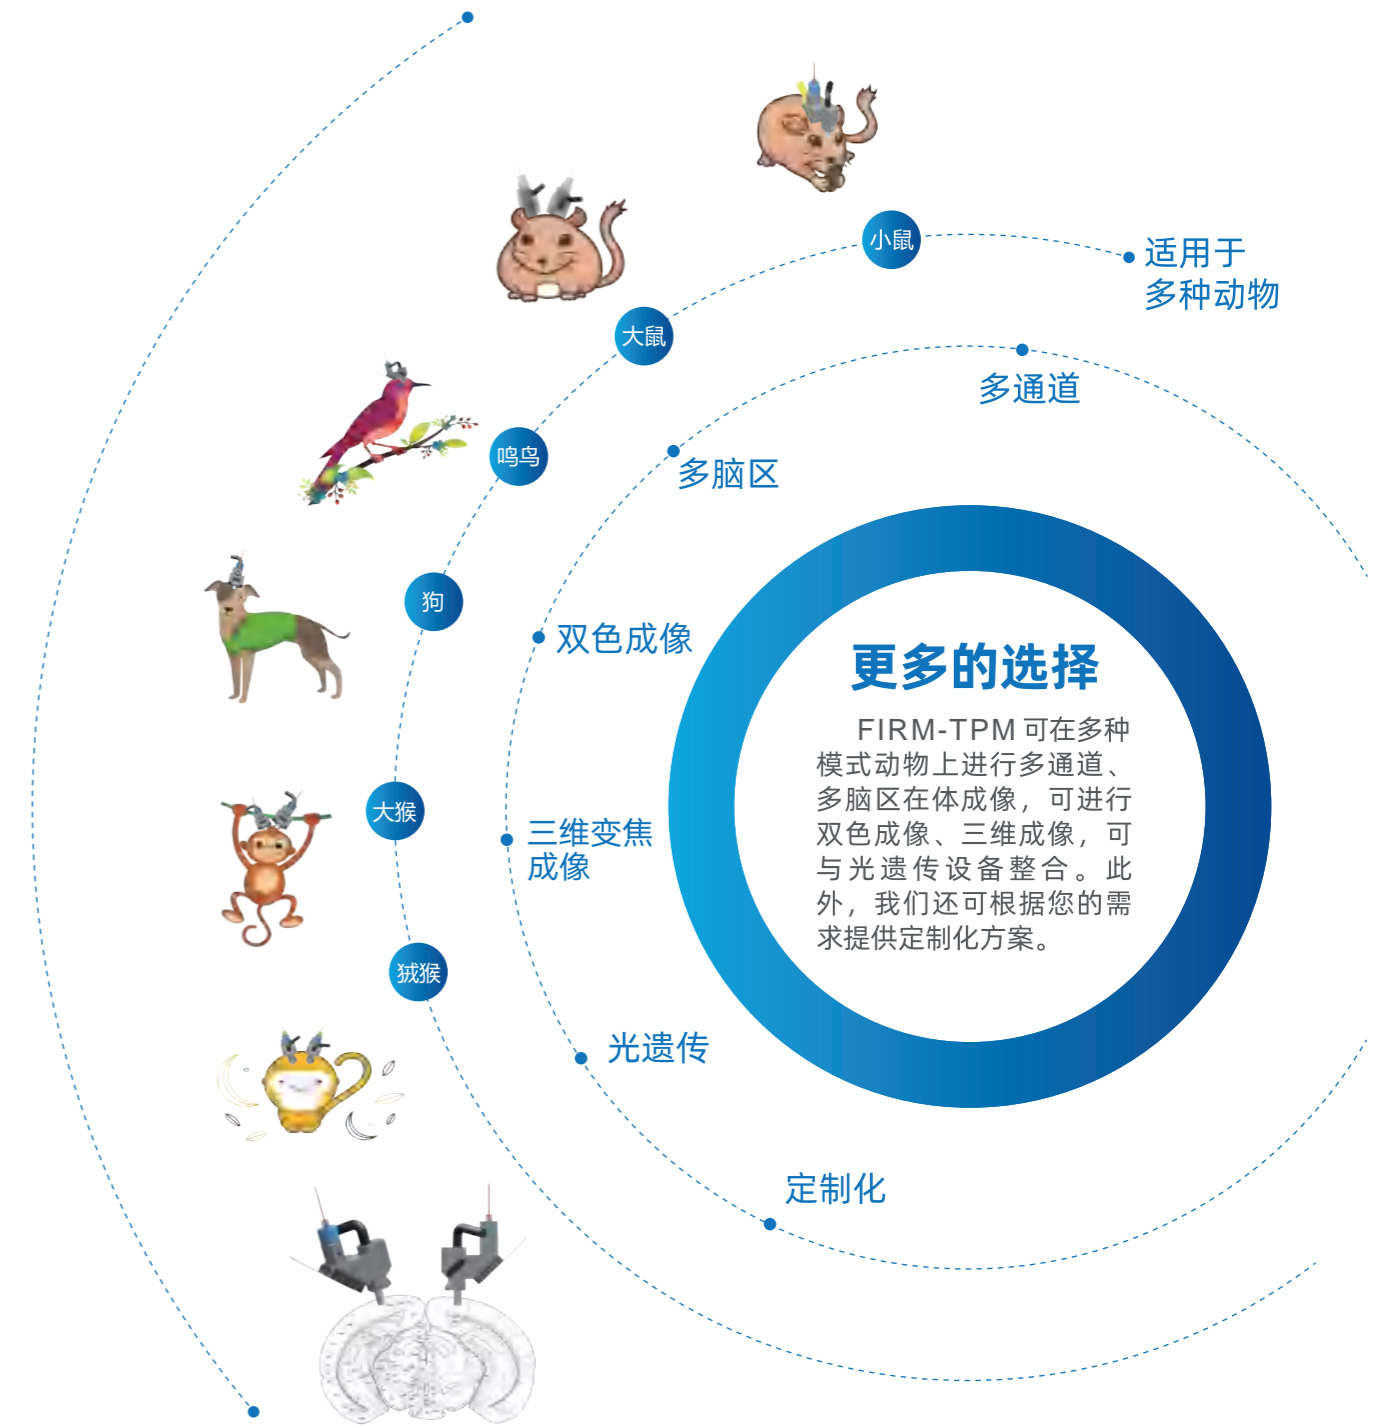 小鼠
适用于
多种动物
大鼠
多通道
鸣鸟
多脑区
狗
双色成像
更多的选择
FIRM-TPM 可在多种
模式动物上进行多通道、
多脑区在体成像，可进行
双色成像、三维成像，可
与光遗传设备整合。此
外，我们还可根据您的需
求提供定制化方案。
大猴
三维变焦
成像
狨猴
光遗传
定制化